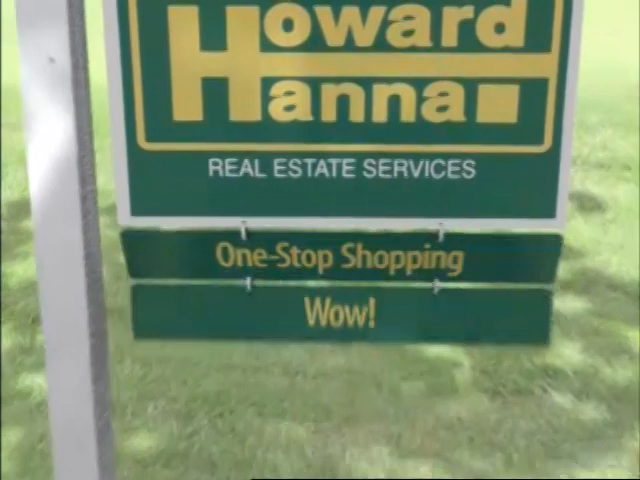 Howard
Hanna
REAL ESTATE SERVICES
One-Stop Shopping
Wow!